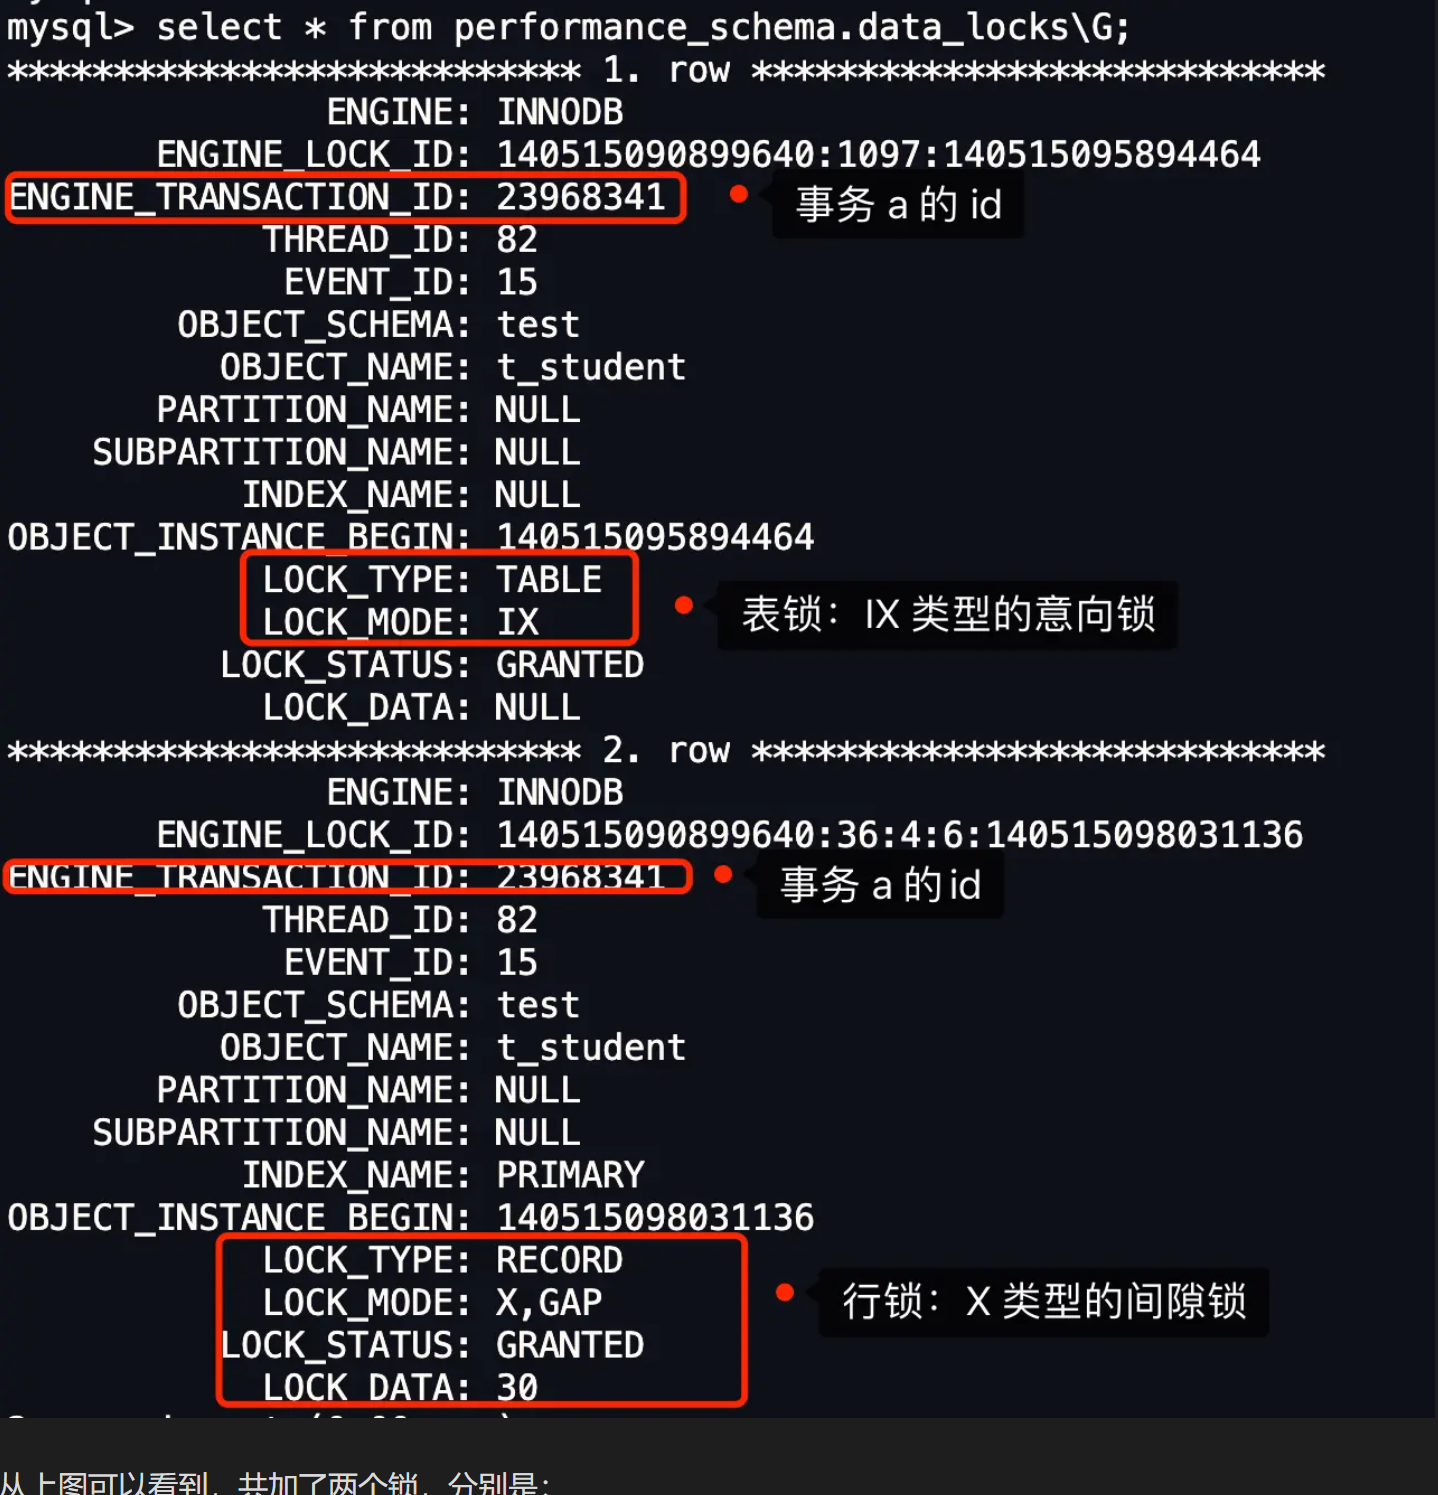 mysql> select * from performance_schema.data_locks\G;
*************************** 1. row ***************************
ENGINE: INNODB
ENGINE_LOCK_ID: 140515090899640:1097:140515095894464
ENGINE_TRANSACTION_ID: 23968341
事务 a 的 id
THREAD_ID: 82
EVENT_ID: 15
OBJECT_SCHEMA: test
OBJECT_NAME: t_student
PARTITION_NAME: NULL
SUBPARTITION_NAME: NULL
INDEX_NAME: NULL
OBJECT_INSTANCE_BEGIN: 140515095894464
LOCK_TYPE: TABLE
LOCK_MODE: IX
表锁：IX 类型的意向锁
LOCK_STATUS: GRANTED
LOCK_DATA: NULL
*************************** 2. row ***************************
ENGINE: INNODB
ENGINE_LOCK_ID: 140515090899640:36:4:6:140515098031136
ENGINE_TRANSACTION_ID: 23968341
事务 a 的id
THREAD_ID: 82
EVENT_ID: 15
OBJECT_SCHEMA: test
OBJECT_NAME: t_student
PARTITION_NAME: NULL
SUBPARTITION_NAME: NULL
INDEX_NAME: PRIMARY
OBJECT_INSTANCE_BEGIN: 140515098031136
LOCK_TYPE: RECORD
LOCK_MODE: X,GAP
行锁：X 类型的间隙锁
LOCK_STATUS: GRANTED
LOCK_DATA: 30
从上图可以看到，共加了两个锁，分别是：